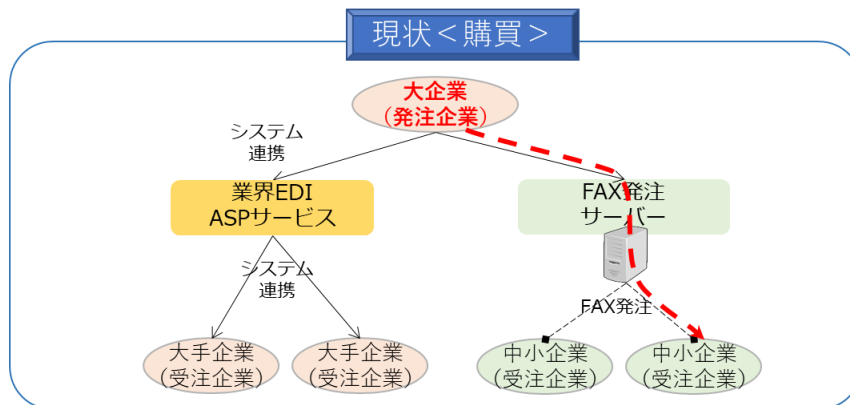 現状＜購買＞
大企業
（発注企業）
システム
連携
業界EDI
ASPサービス
FAX発注
サーバー
システム
連携
FAX発注
大手企業
（受注企業）
大手企業
（受注企業）
中小企業
（受注企業）
中小企業
（受注企業）